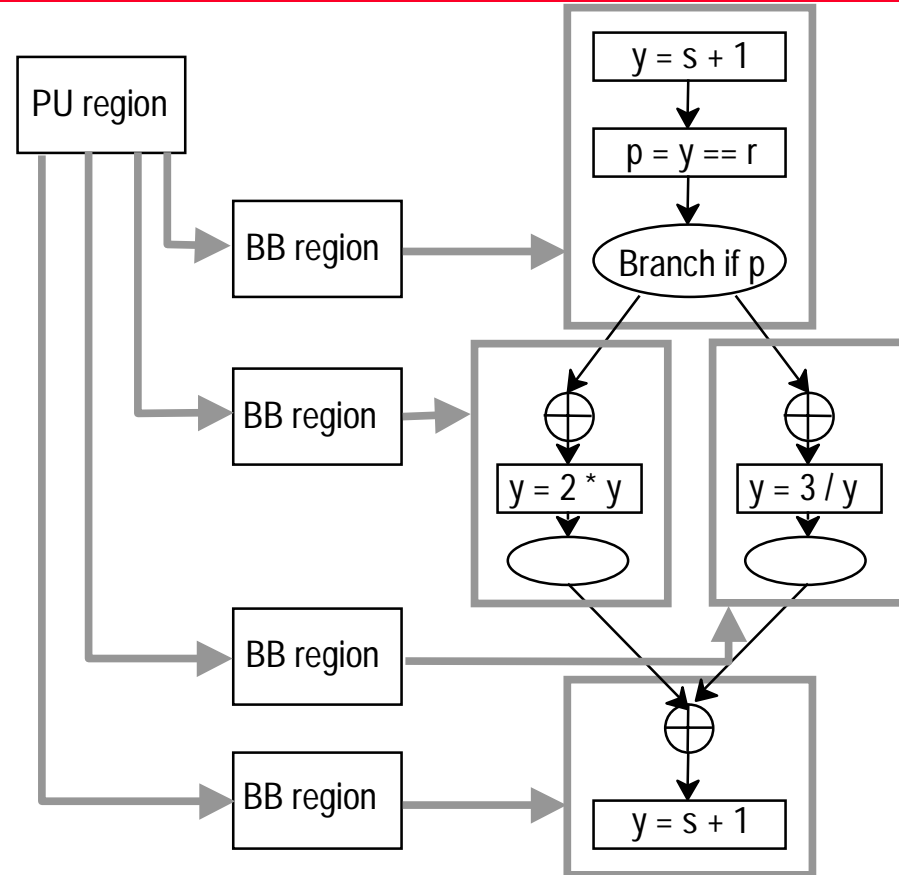 y = s + 1
PU region
p = y == r
BB region
Branch if p
BB region
y = 2 * y
y = 3 / y
BB region
BB region
y = s + 1